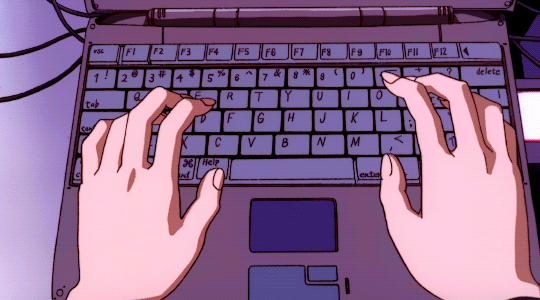 esc F1 F2 F3 F4 F5 F6 F7 F8 F9 F10 F11 F12
1 ! 2 @ 3 # 4 $ 5 % 6 ^ 7 & 8 * 9 ( 0 ) + ? delete
tab Q E R T Y U I O
D F G H J K L
X C V B N M <
Help ⌘ enter